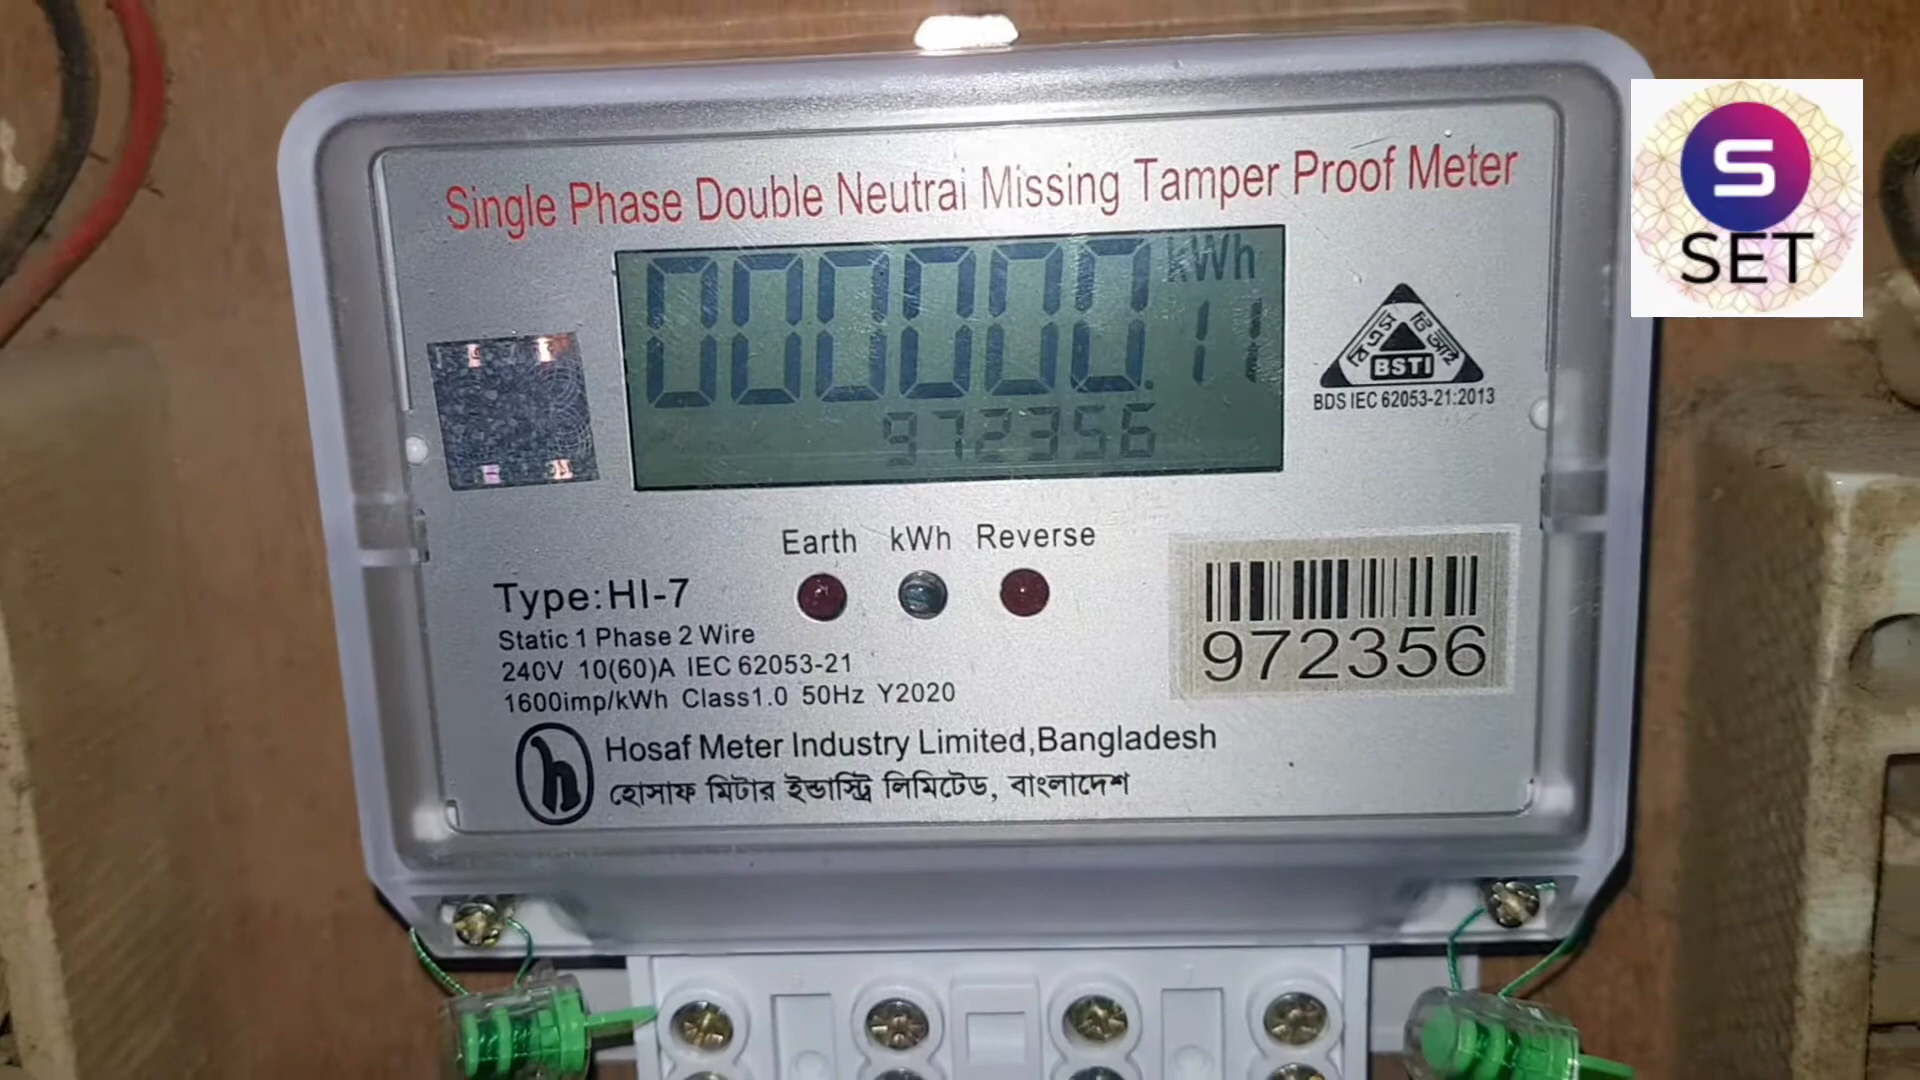 Single Phase Double Neutrai Missing Tamper Proof Meter
S
SET
000000.11 kWh
972356
বিএস টিআই
BSTI
BDS IEC 62053-21:2013
Earth kWh Reverse
Type:HI-7
Static 1 Phase 2 Wire
240V 10(60)A IEC 62053-21
1600imp/kWh Class1.0 50Hz Y2020
972356
h
Hosaf Meter Industry Limited,Bangladesh
হোসাফ মিটার ইন্ডাস্ট্রি লিমিটেড, বাংলাদেশ